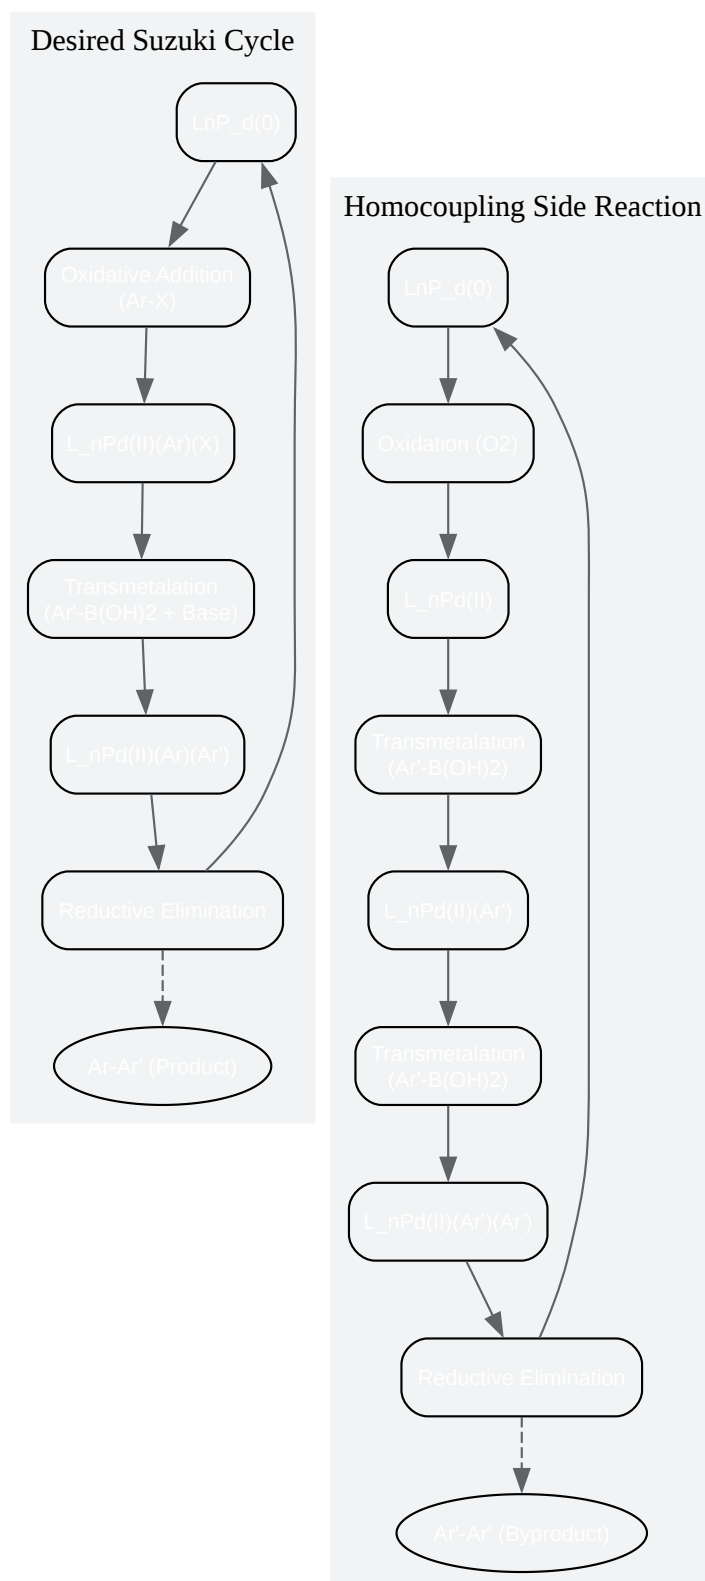 Desired Suzuki Cycle
LnP_d(0)
Oxidative Addition
(Ar-X)
L_nPd(II)(Ar)(X)
Transmetalation
(Ar'-B(OH)2 + Base)
L_nPd(II)(Ar)(Ar')
Reductive Elimination
Ar-Ar' (Product)
Homocoupling Side Reaction
LnP_d(0)
Oxidation (O2)
L_nPd(II)
Transmetalation
(Ar'-B(OH)2)
L_nPd(II)(Ar')
Transmetalation
(Ar'-B(OH)2)
L_nPd(II)(Ar')(Ar')
Reductive Elimination
Ar'-Ar' (Byproduct)